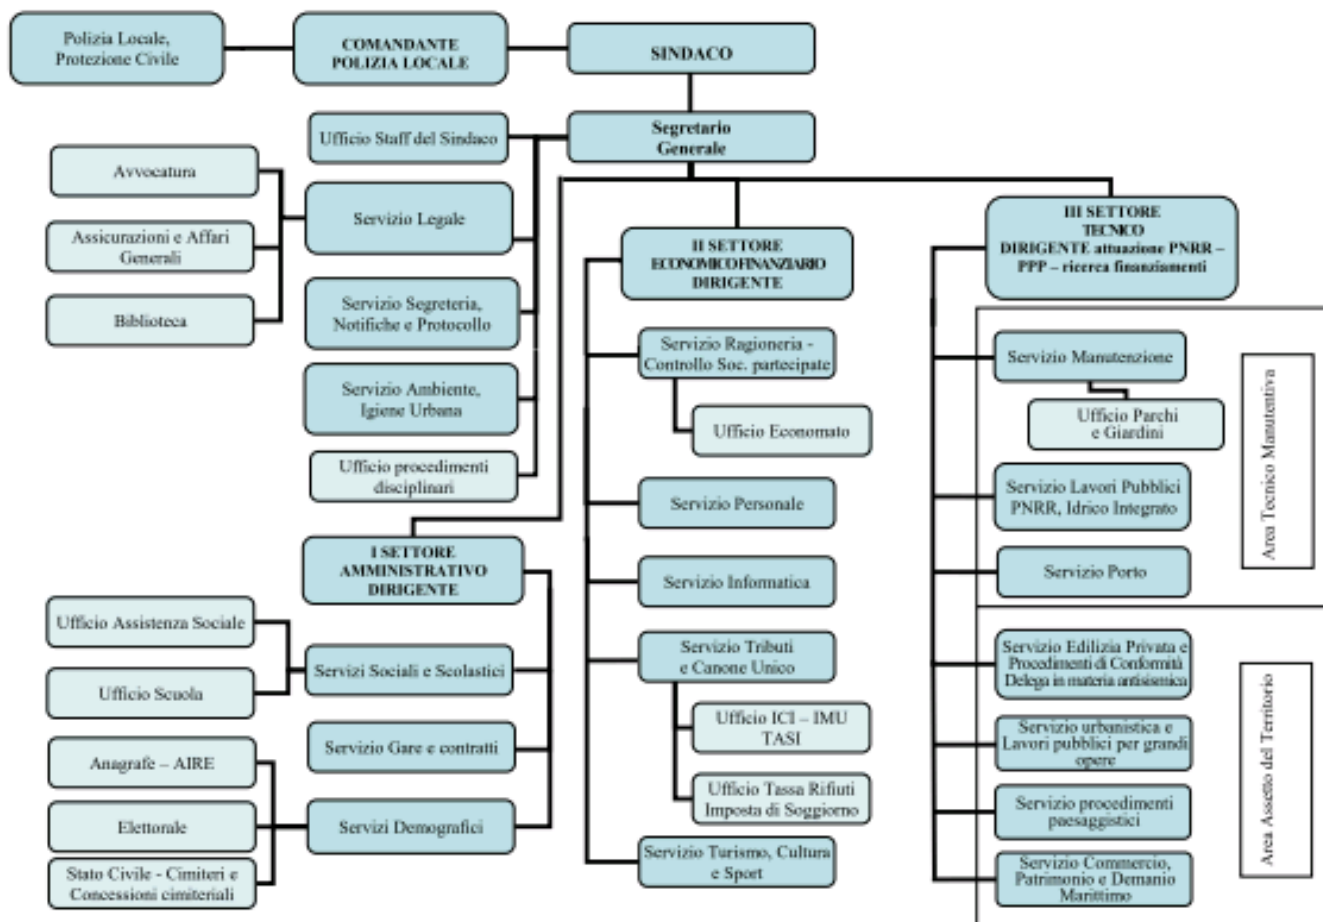 Polizia Locale,
Protezione Civile
COMANDANTE
POLIZIA LOCALE
SINDACO
Segretario
Generale
Ufficio Staff del Sindaco
Avvocatura
Servizio Legale
Assicurazioni e Affari
Generali
Biblioteca
Servizio Segreteria,
Notifiche e Protocollo
Servizio Ambiente,
Igiene Urbana
Ufficio procedimenti
disciplinari
I SETTORE
AMMINISTRATIVO
DIRIGENTE
Ufficio Assistenza Sociale
Servizi Sociali e Scolastici
Ufficio Scuola
Servizio Gare e contratti
Anagrafe – AIRE
Elettorale
Servizi Demografici
Stato Civile - Cimiteri e
Concessioni cimiteriali
II SETTORE
ECONOMICO FINANZIARIO
DIRIGENTE
Servizio Ragioneria -
Controllo Soc. partecipate
Ufficio Economato
Servizio Personale
Servizio Informatica
Servizio Tributi
e Canone Unico
Ufficio ICI – IMU
TASI
Ufficio Tassa Rifiuti
Imposta di Soggiorno
Servizio Turismo, Cultura
e Sport
III SETTORE
TECNICO
DIRIGENTE attuazione PNRR –
PPP – ricerca finanziamenti
Servizio Manutenzione
Ufficio Parchi
e Giardini
Servizio Lavori Pubblici
PNRR, Idrico Integrato
Servizio Porto
Area Tecnico Manutentiva
Servizio Edilizia Privata e
Procedimenti di Conformità
Delega in materia antisismica
Servizio urbanistica e
Lavori pubblici per grandi
opere
Servizio procedimenti
paesaggistici
Servizio Commercio,
Patrimonio e Demanio
Marittimo
Area Assetto del Territorio